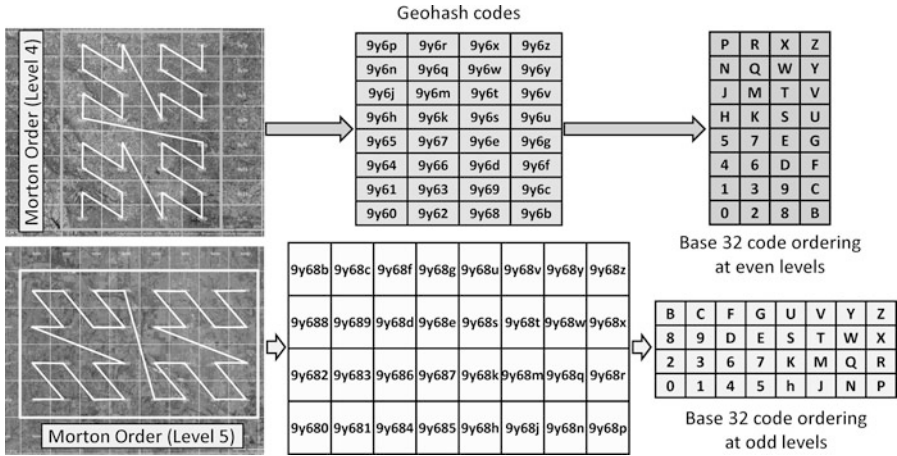 Geohash codes
Morton Order (Level 4)
9y6p 9y6r 9y6x 9y6z
9y6n 9y6q 9y6w 9y6y
9y6j 9y6m 9y6t 9y6v
9y6h 9y6k 9y6s 9y6u
9y65 9y67 9y6e 9y6g
9y64 9y66 9y6d 9y6f
9y61 9y63 9y69 9y6c
9y60 9y62 9y68 9y6b
P R X Z
N Q W Y
J M T V
H K S U
5 7 E G
4 6 D F
1 3 9 C
0 2 8 B
Base 32 code ordering
at even levels
Morton Order (Level 5)
9y68b 9y68c 9y68f 9y68g 9y68u 9y68v 9y68y 9y68z
9y688 9y689 9y68d 9y68e 9y68s 9y68t 9y68w 9y68x
9y682 9y683 9y686 9y687 9y68k 9y68m 9y68q 9y68r
9y680 9y681 9y684 9y685 9y68h 9y68j 9y68n 9y68p
B C F G U V Y Z
8 9 D E S T W X
2 3 6 7 K M Q R
0 1 4 5 h J N P
Base 32 code ordering
at odd levels